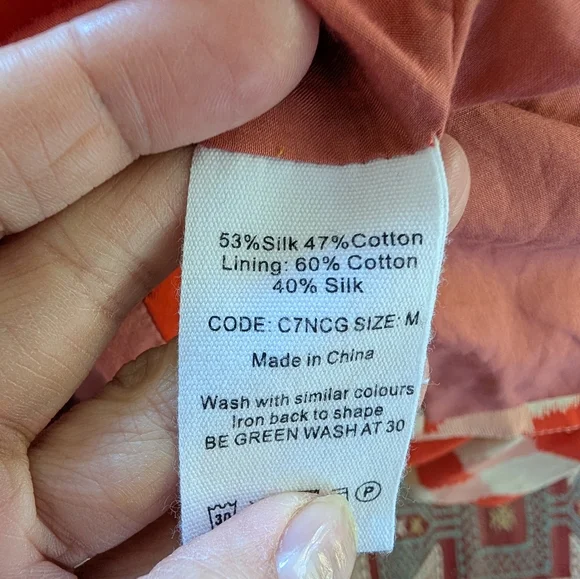 53%Silk 47%Cotton
Lining: 60% Cotton
40% Silk
CODE: C7NCG SIZE: M
Made in China
Wash with similar colours
Iron back to shape
BE GREEN WASH AT 30
30 P